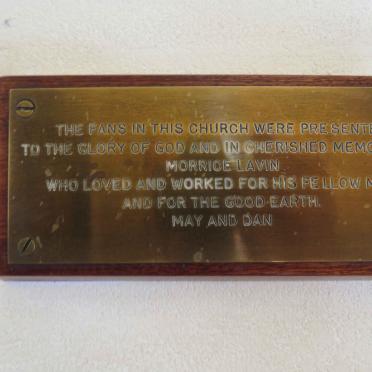 THE FANS IN THIS CHURCH WERE PRESENTE
TO THE GLORY OF GOD AND IN CHERISHED MEMO
MORRICE LAVIN
WHO LOVED AND WORKED FOR HIS FELLOW M
AND FOR THE GOOD EARTH.
MAY AND DAN